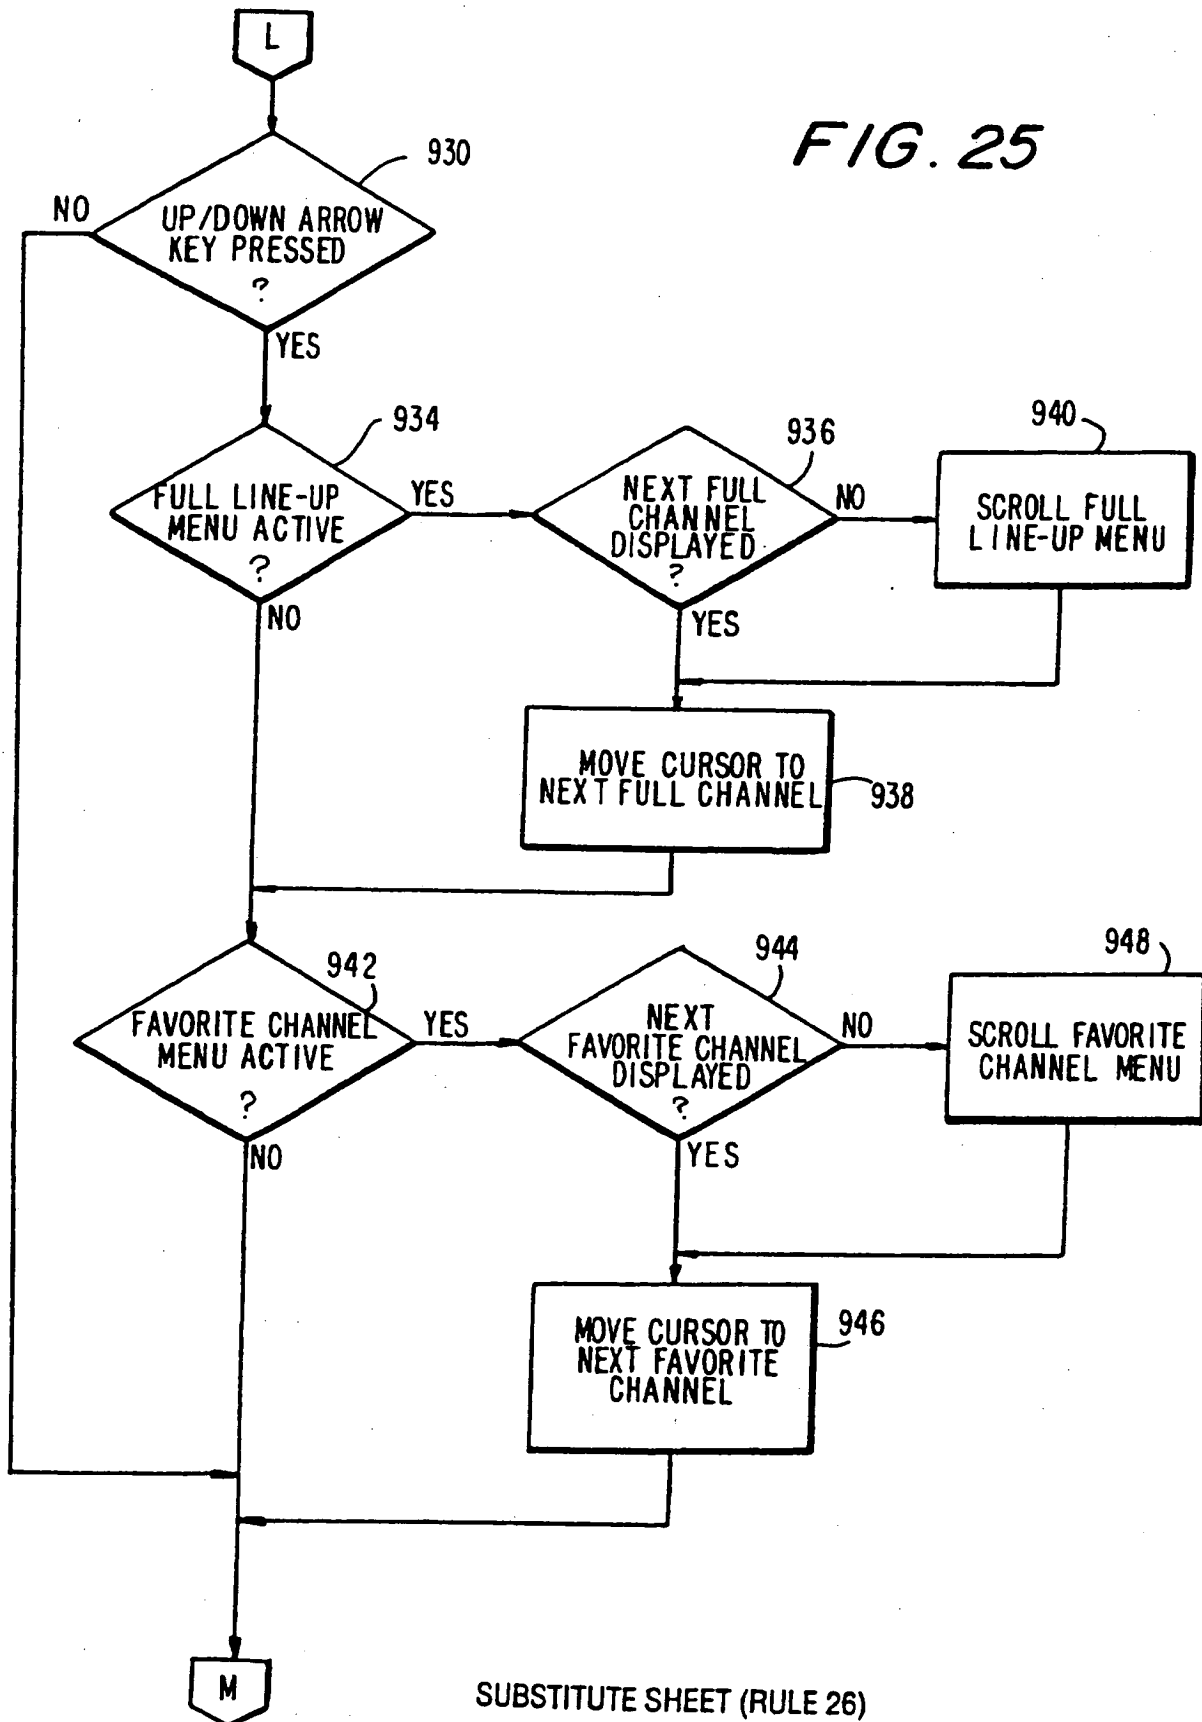 L
FIG. 25
930
NO
UP/DOWN ARROW
KEY PRESSED
?
YES
934
FULL LINE-UP
MENU ACTIVE
?
YES
NO
936
NEXT FULL
CHANNEL
DISPLAYED
?
NO
YES
940
SCROLL FULL
LINE-UP MENU
MOVE CURSOR TO
NEXT FULL CHANNEL
938
942
FAVORITE CHANNEL
MENU ACTIVE
?
YES
NO
944
NEXT
FAVORITE CHANNEL
DISPLAYED
?
NO
YES
948
SCROLL FAVORITE
CHANNEL MENU
MOVE CURSOR TO
NEXT FAVORITE
CHANNEL
946
M
SUBSTITUTE SHEET (RULE 26)